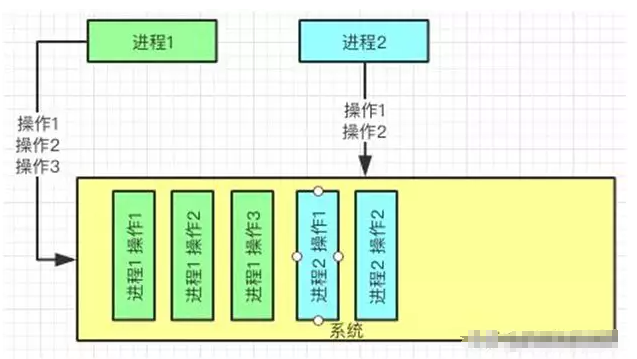 进程1
进程2
操作1
操作2
操作3
操作1
操作2
进程1 操作1
进程1 操作2
进程1 操作3
进程2 操作1
进程2 操作2
系统